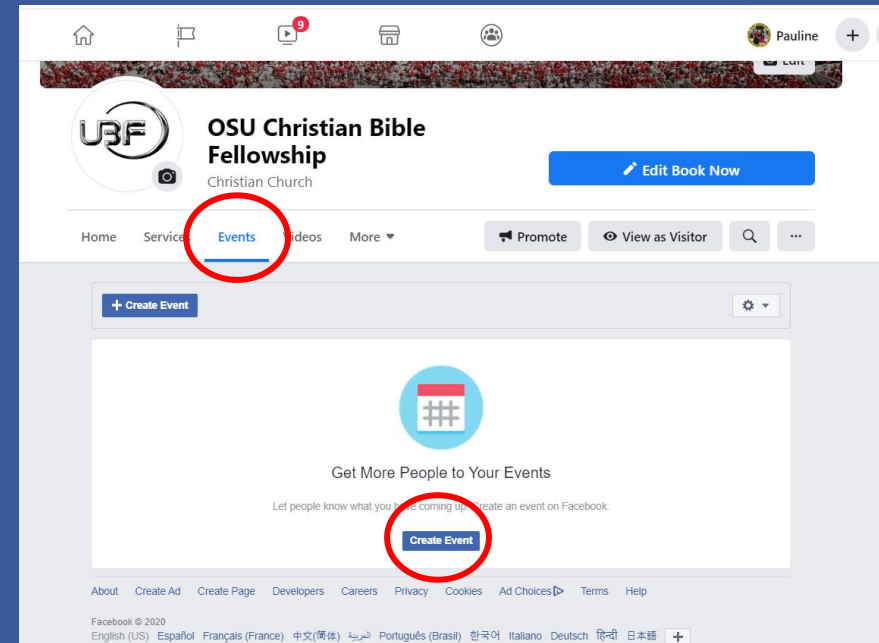 9
Pauline
+
Edit
UBF
OSU Christian Bible
Fellowship
Christian Church
Edit Book Now
Home Services Events Videos More
Promote View as Visitor ...
+ Create Event
Get More People to Your Events
Let people know what you have coming up. Create an event on Facebook.
Create Event
About Create Ad Create Page Developers Careers Privacy Cookies Ad Choices Terms Help
Facebook © 2020
English (US) Español Français (France) 中文(简体) العربية Português (Brasil) 한국어 Italiano Deutsch हिन्दी 日本語 +